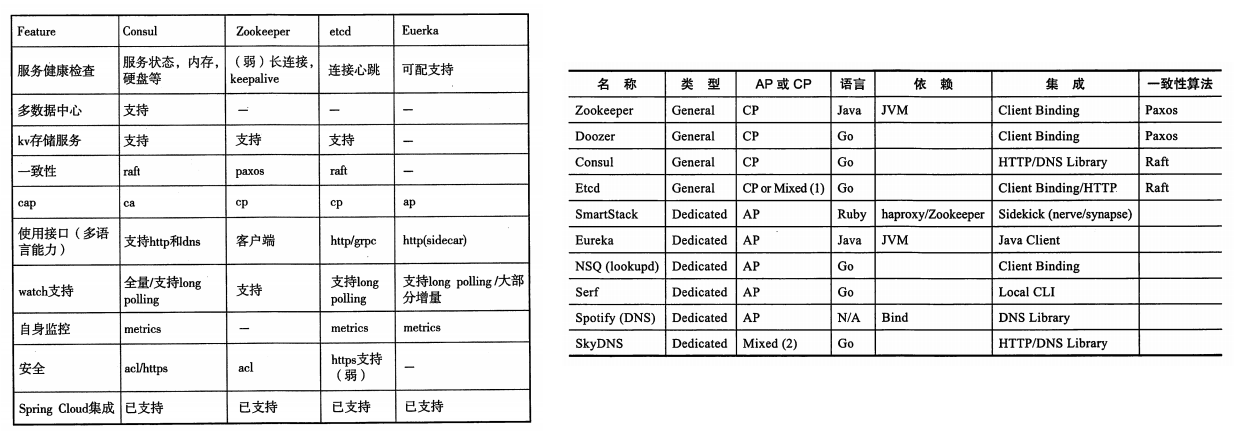 Feature Consul Zookeeper etcd Euerka
服务健康检查 服务状态，内存，硬盘等 （弱）长连接，keepalive 连接心跳 可配支持
多数据中心 支持 — — —
kv存储服务 支持 支持 支持 —
一致性 raft paxos raft —
cap ca cp cp ap
使用接口（多语言能力） 支持http和dns 客户端 http/grpc http(sidecar)
watch支持 全量/支持long polling 支持 支持long polling 支持long polling/大部分增量
自身监控 metrics — metrics metrics
安全 acl/https acl https支持（弱） —
Spring Cloud集成 已支持 已支持 已支持 已支持
名 称 类 型 AP 或 CP 语言 依 赖 集 成 一致性算法
Zookeeper General CP Java JVM Client Binding Paxos
Doozer General CP Go Client Binding Paxos
Consul General CP Go HTTP/DNS Library Raft
Etcd General CP or Mixed (1) Go Client Binding/HTTP Raft
SmartStack Dedicated AP Ruby haproxy/Zookeeper Sidekick (nerve/synapse)
Eureka Dedicated AP Java JVM Java Client
NSQ (lookupd) Dedicated AP Go Client Binding
Serf Dedicated AP Go Local CLI
Spotify (DNS) Dedicated AP N/A Bind DNS Library
SkyDNS Dedicated Mixed (2) Go HTTP/DNS Library